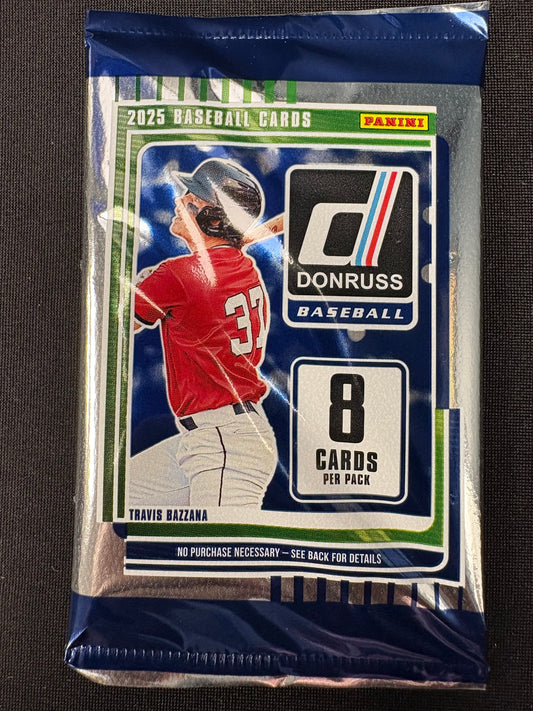 2025 BASEBALL CARDS
PANINI
37
d
DONRUSS
BASEBALL
8
CARDS
PER PACK
TRAVIS BAZZANA
NO PURCHASE NECESSARY – SEE BACK FOR DETAILS